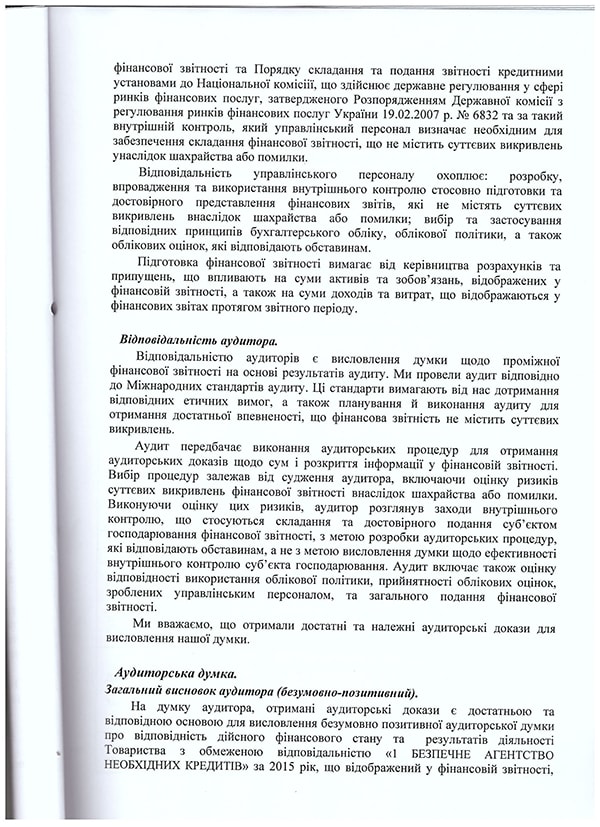 фінансової звітності та Порядку складання та подання звітності кредитними
установами до Національної комісіїї, що здійснює державне регулювання у сфері
ринків фінансових послуг, затвердженого Розпорядженням Державної комісії з
регулювання ринків фінансових послуг України 19.02.2007 р. № 6832 та за такий
внутрішній контроль, який управлінський персонал визначає необхідним для
забезпечення складання фінансової звітності, що не містить суттєвих викривлень
унаслідок шахрайства або помилки.
Відповідальність управлінського персоналу охоплює: розробку,
впровадження та використання внутрішнього контролю стосовно підготовки та
достовірного представлення фінансових звітів, які не містять суттєвих
викривлень внаслідок шахрайства або помилки; вибір та застосування
відповідних принципів бухгалтерського обліку, облікової політики, а також
облікових оцінок, які відповідають обставинам.
Підготовка фінансової звітності вимагає від керівництва розрахунків та
припущень, що впливають на суми активів та зобов’язань, відображених у
фінансовій звітності, а також на суми доходів та витрат, що відображаються у
фінансових звітах протягом звітного періоду.
Відповідальність аудитора.
Відповідальністю аудиторів є висловлення думки щодо проміжної
фінансової звітності на основі результатів аудиту. Ми провели аудит відповідно
до Міжнародних стандартів аудиту. Ці стандарти вимагають від нас дотримання
відповідних етичних вимог, а також планування й виконання аудиту для
отримання достатньої впевненості, що фінансова звітність не містить суттєвих
викривлень.
Аудит передбачає виконання аудиторських процедур для отримання
аудиторських доказів щодо сум і розкриття інформації у фінансовій звітності.
Вибір процедур залежав від судження аудитора, включаючи оцінку ризиків
суттєвих викривлень фінансової звітності внаслідок шахрайства або помилки.
Виконуючи оцінку цих ризиків, аудитор розглянув заходи внутрішнього
контролю, що стосуються складання та достовірного подання суб’єктом
господарювання фінансової звітності, з метою розробки аудиторських процедур,
які відповідають обставинам, а не з метою висловлення думки щодо ефективності
внутрішнього контролю суб’єкта господарювання. Аудит включає також оцінку
відповідності використання облікової політики, прийнятності облікових оцінок,
зроблених управлінським персоналом, та загального подання фінансової
звітності.
Ми вважаємо, що отримали достатні та належні аудиторські докази для
висловлення нашої думки.
Аудиторська думка.
Загальний висновок аудитора (безумовно-позитивний).
На думку аудитора, отримані аудиторські докази є достатньою та
відповідною основою для висловлення безумовно позитивної аудиторської думки
про відповідність дійсного фінансового стану та результатів діяльності
Товариства з обмеженою відповідальністю «1 БЕЗПЕЧНЕ АГЕНТСТВО
НЕОБХІДНИХ КРЕДИТІВ» за 2015 рік, що відображений у фінансовій звітності,